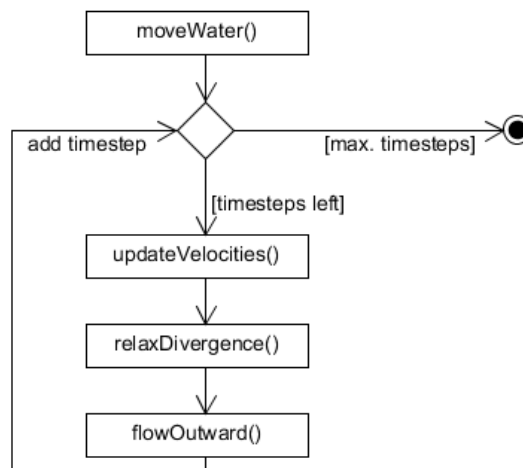 moveWater()
add timestep
[max. timesteps]
[timesteps left]
updateVelocities()
relaxDivergence()
flowOutward()